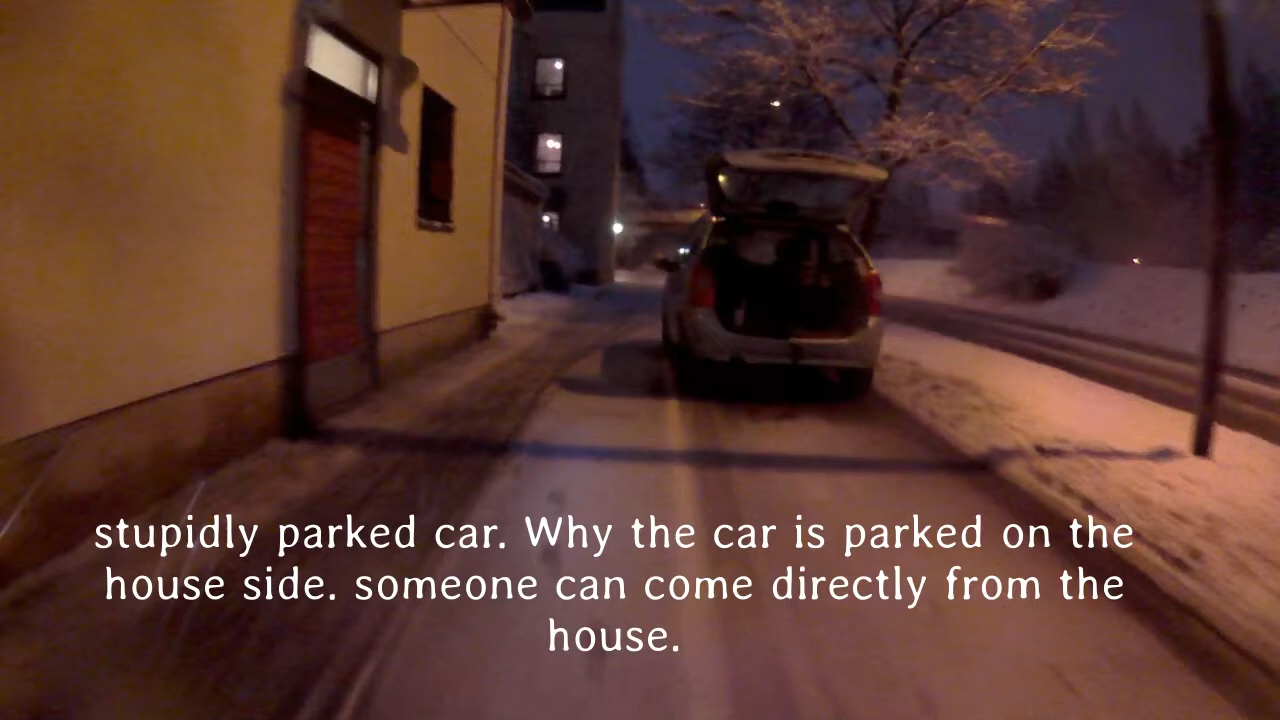 stupidly parked car. Why the car is parked on the
house side. someone can come directly from the
house.